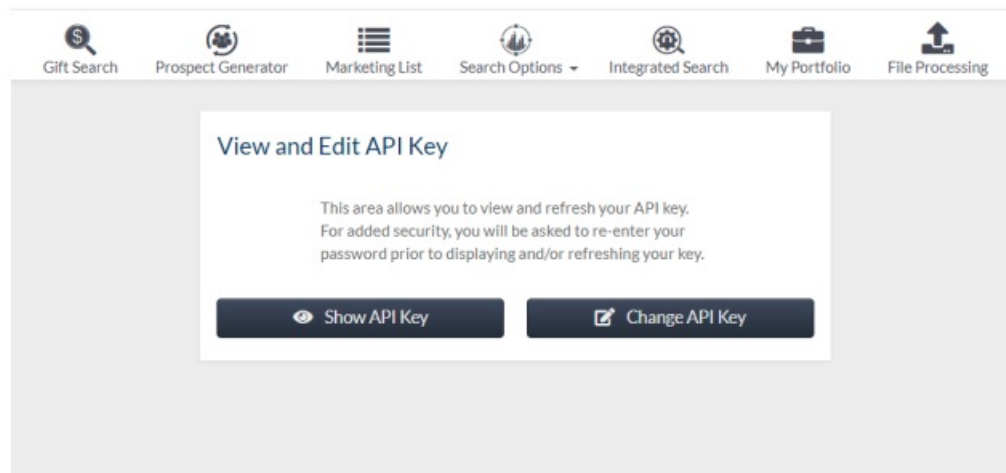 Gift Search Prospect Generator Marketing List Search Options Integrated Search My Portfolio File Processing
View and Edit API Key
This area allows you to view and refresh your API key.
For added security, you will be asked to re-enter your
password prior to displaying and/or refreshing your key.
Show API Key Change API Key